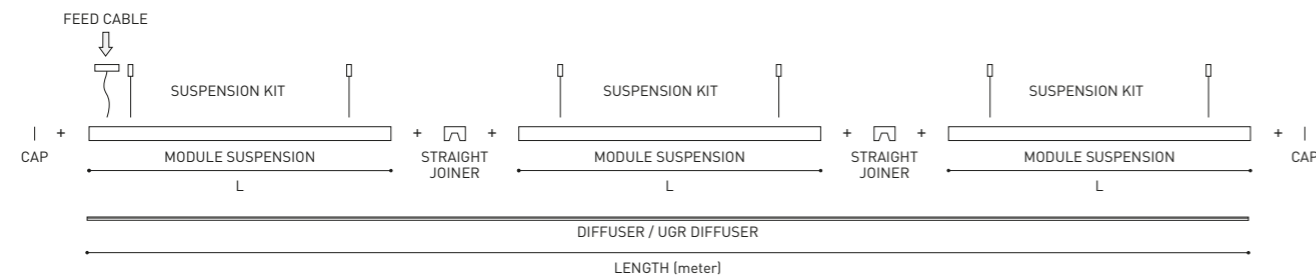 FEED CABLE
SUSPENSION KIT
SUSPENSION KIT
SUSPENSION KIT
+ + + + + +
CAP
MODULE SUSPENSION
STRAIGHT
JOINER
MODULE SUSPENSION
STRAIGHT
JOINER
MODULE SUSPENSION
CAP
L
L
L
DIFFUSER / UGR DIFFUSER
LENGTH (meter)